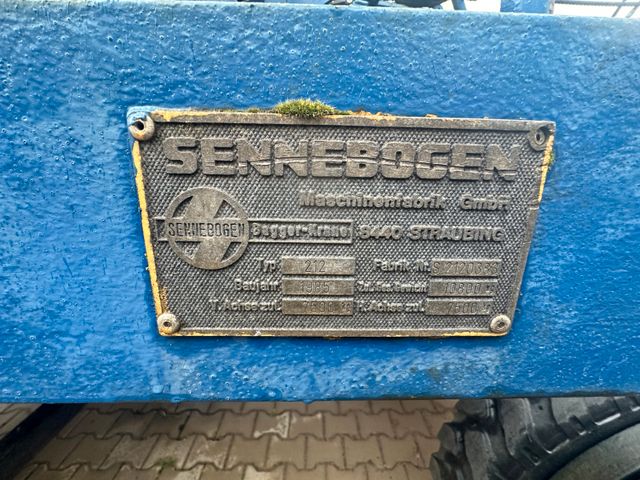 SENNEBOGEN
Maschinenfabrik GmbH
SENNEBOGEN Bagger-Krane 8440 STRAUBING
Typ 212 Fabrik-Nr.
Baujahr 1985 Zul. Ges. Gewicht 10800
1. Achse zul. 2. Achse zul.